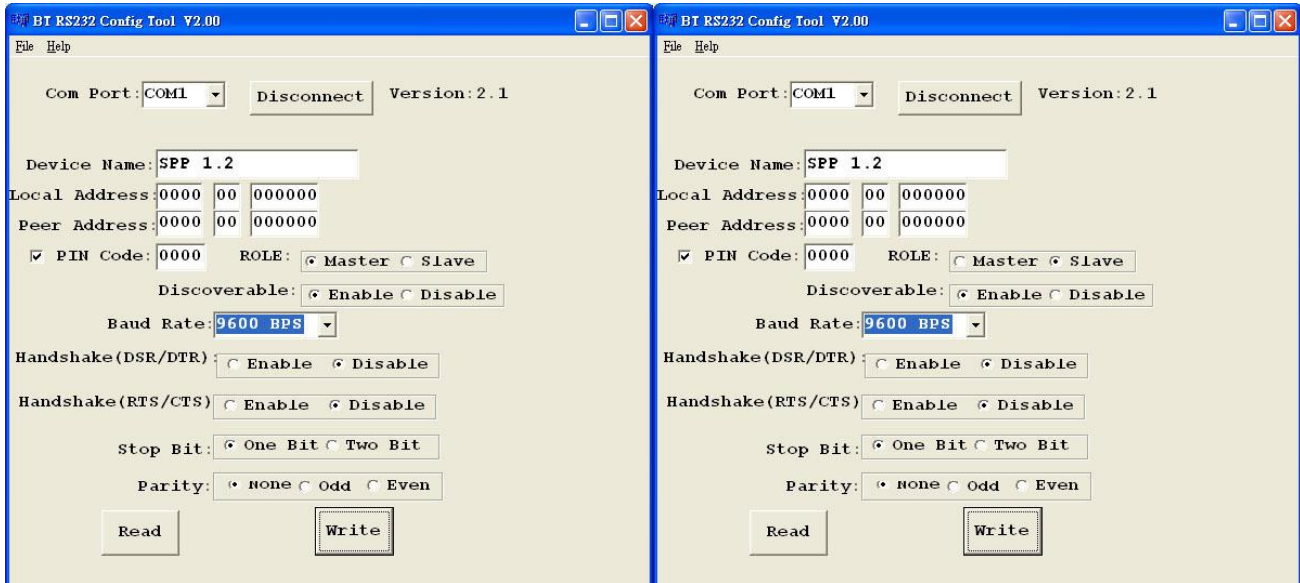 BT RS232 Config Tool V2.00
File Help
Com Port: COM1 Disconnect Version:2.1
Device Name: SPP 1.2
Local Address: 0000 00 000000
Peer Address: 0000 00 000000
PIN Code: 0000 ROLE: Master Slave
Discoverable: Enable Disable
Baud Rate: 9600 BPS
Handshake(DSR/DTR): Enable Disable
Handshake(RTS/CTS) Enable Disable
Stop Bit: One Bit Two Bit
Parity: None Odd Even
Read Write
BT RS232 Config Tool V2.00
File Help
Com Port: COM1 Disconnect Version:2.1
Device Name: SPP 1.2
Local Address: 0000 00 000000
Peer Address: 0000 00 000000
PIN Code: 0000 ROLE: Master Slave
Discoverable: Enable Disable
Baud Rate: 9600 BPS
Handshake(DSR/DTR): Enable Disable
Handshake(RTS/CTS) Enable Disable
Stop Bit: One Bit Two Bit
Parity: None Odd Even
Read Write